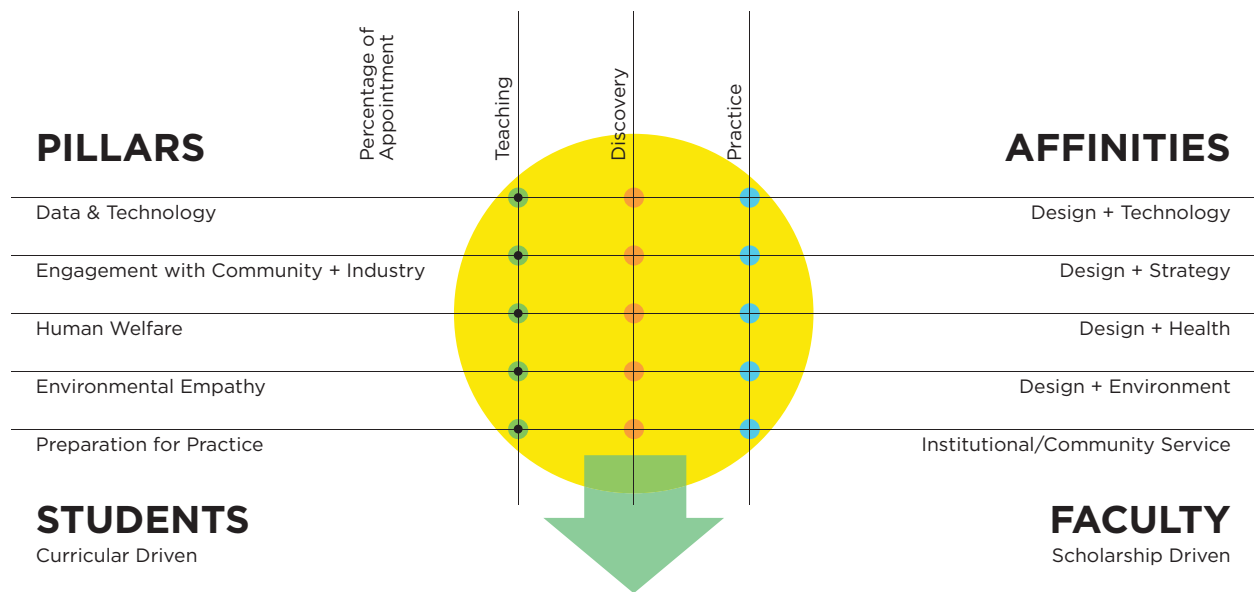 Percentage of
Appointment
Teaching
Discovery
Practice
PILLARS
AFFINITIES
Data & Technology
Design + Technology
Engagement with Community + Industry
Design + Strategy
Human Welfare
Design + Health
Environmental Empathy
Design + Environment
Preparation for Practice
Institutional/Community Service
STUDENTS
FACULTY
Curricular Driven
Scholarship Driven